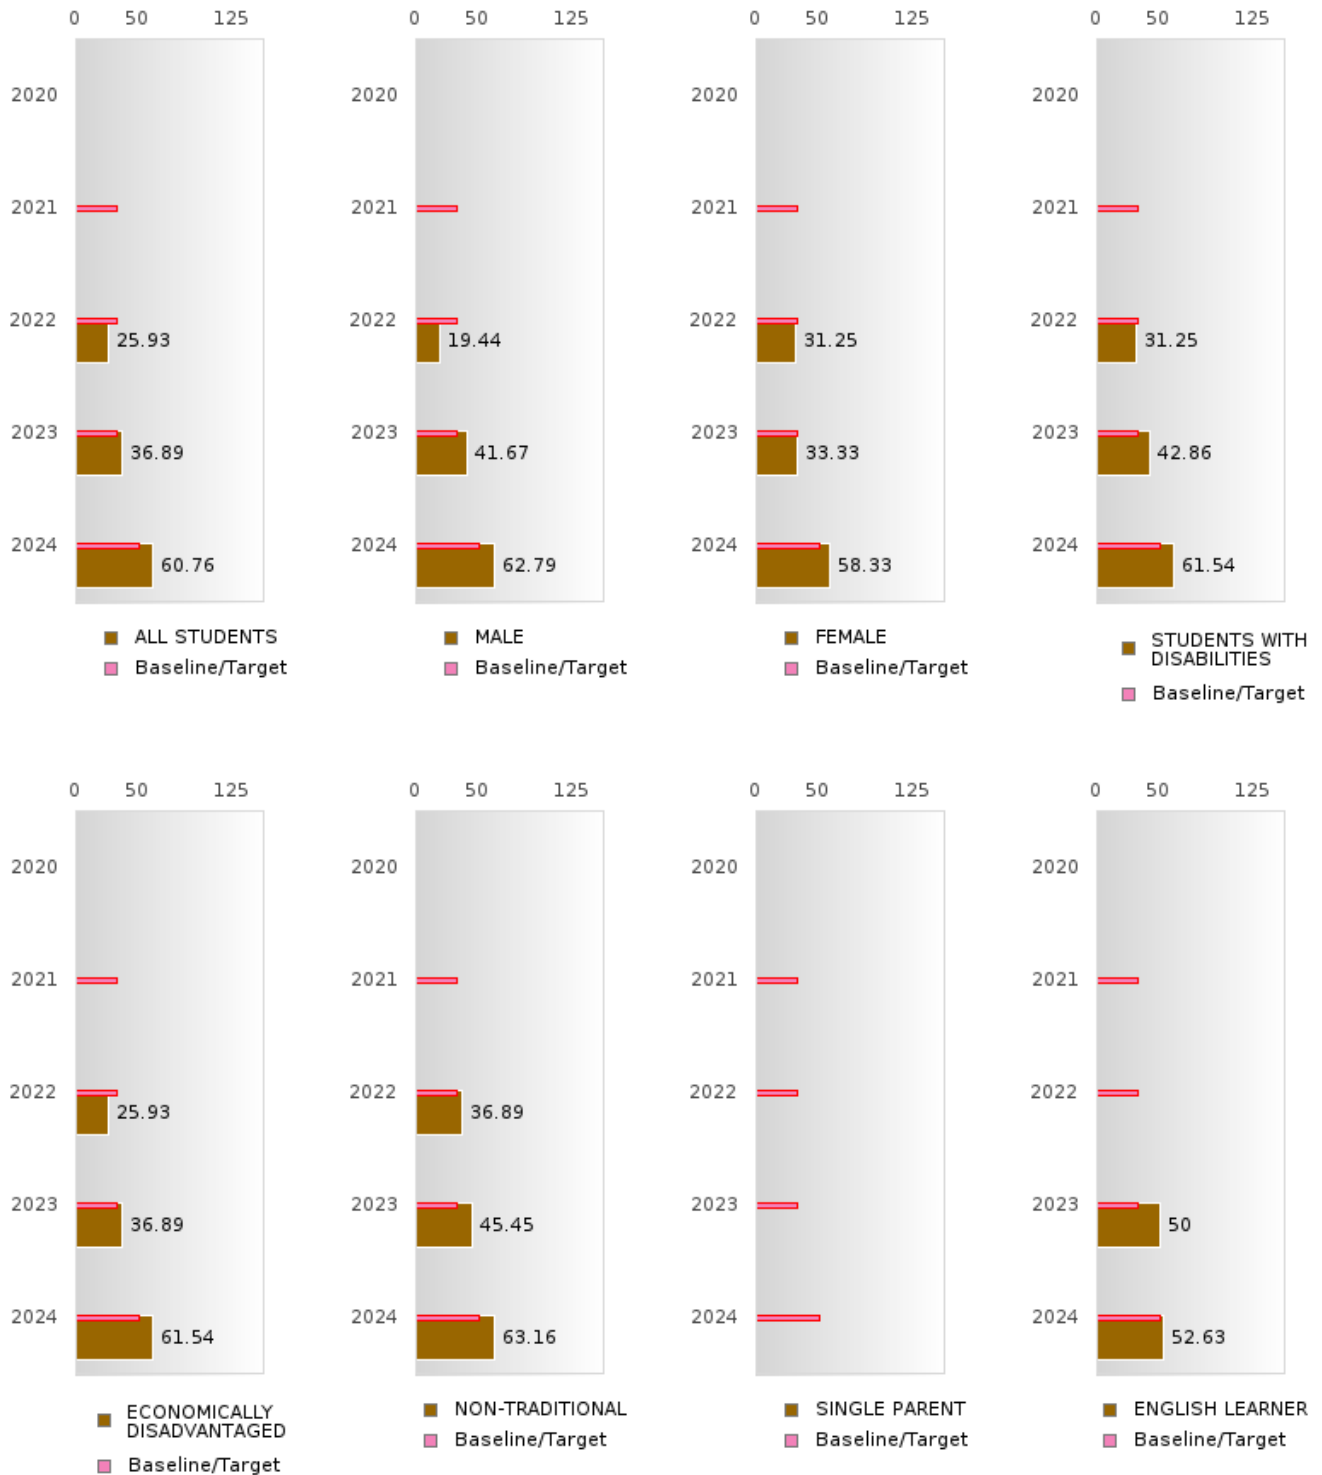 0 50 125
2020
2021
2022 25.93
2023 36.89
2024 60.76
ALL STUDENTS
Baseline/Target
0 50 125
2020
2021
2022 19.44
2023 41.67
2024 62.79
MALE
Baseline/Target
0 50 125
2020
2021
2022 31.25
2023 33.33
2024 58.33
FEMALE
Baseline/Target
0 50 125
2020
2021
2022 31.25
2023 42.86
2024 61.54
STUDENTS WITH
DISABILITIES
Baseline/Target
0 50 125
2020
2021
2022 25.93
2023 36.89
2024 61.54
ECONOMICALLY
DISADVANTAGED
Baseline/Target
0 50 125
2020
2021
2022 36.89
2023 45.45
2024 63.16
NON-TRADITIONAL
Baseline/Target
0 50 125
2020
2021
2022
2023
2024
SINGLE PARENT
Baseline/Target
0 50 125
2020
2021
2022
2023 50
2024 52.63
ENGLISH LEARNER
Baseline/Target